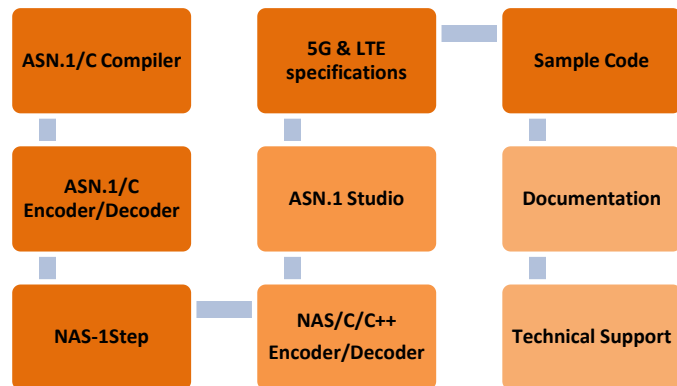 ASN.1/C Compiler
ASN.1/C
Encoder/Decoder
NAS-1Step
NAS/C/C++
Encoder/Decoder
ASN.1 Studio
5G & LTE
specifications
Sample Code
Documentation
Technical Support